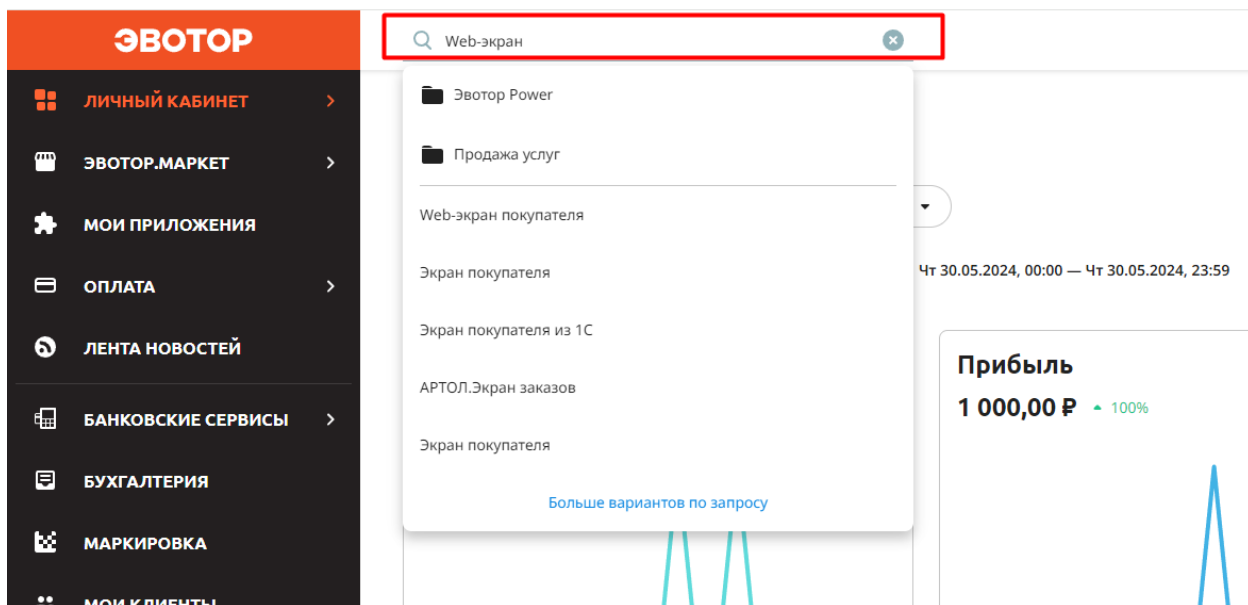 ЭВОТОР
Web-экран
ЛИЧНЫЙ КАБИНЕТ
ЭВОТОР.МАРКЕТ
МОИ ПРИЛОЖЕНИЯ
ОПЛАТА
ЛЕНТА НОВОСТЕЙ
БАНКОВСКИЕ СЕРВИСЫ
БУХГАЛТЕРИЯ
МАРКИРОВКА
МОИ КЛИЕНТЫ
Эвотор Power
Продажа услуг
Web-экран покупателя
Экран покупателя
Экран покупателя из 1С
АРТОЛ.Экран заказов
Экран покупателя
Больше вариантов по запросу
Чт 30.05.2024, 00:00 — Чт 30.05.2024, 23:59
Прибыль
1 000,00 ₽ 100%